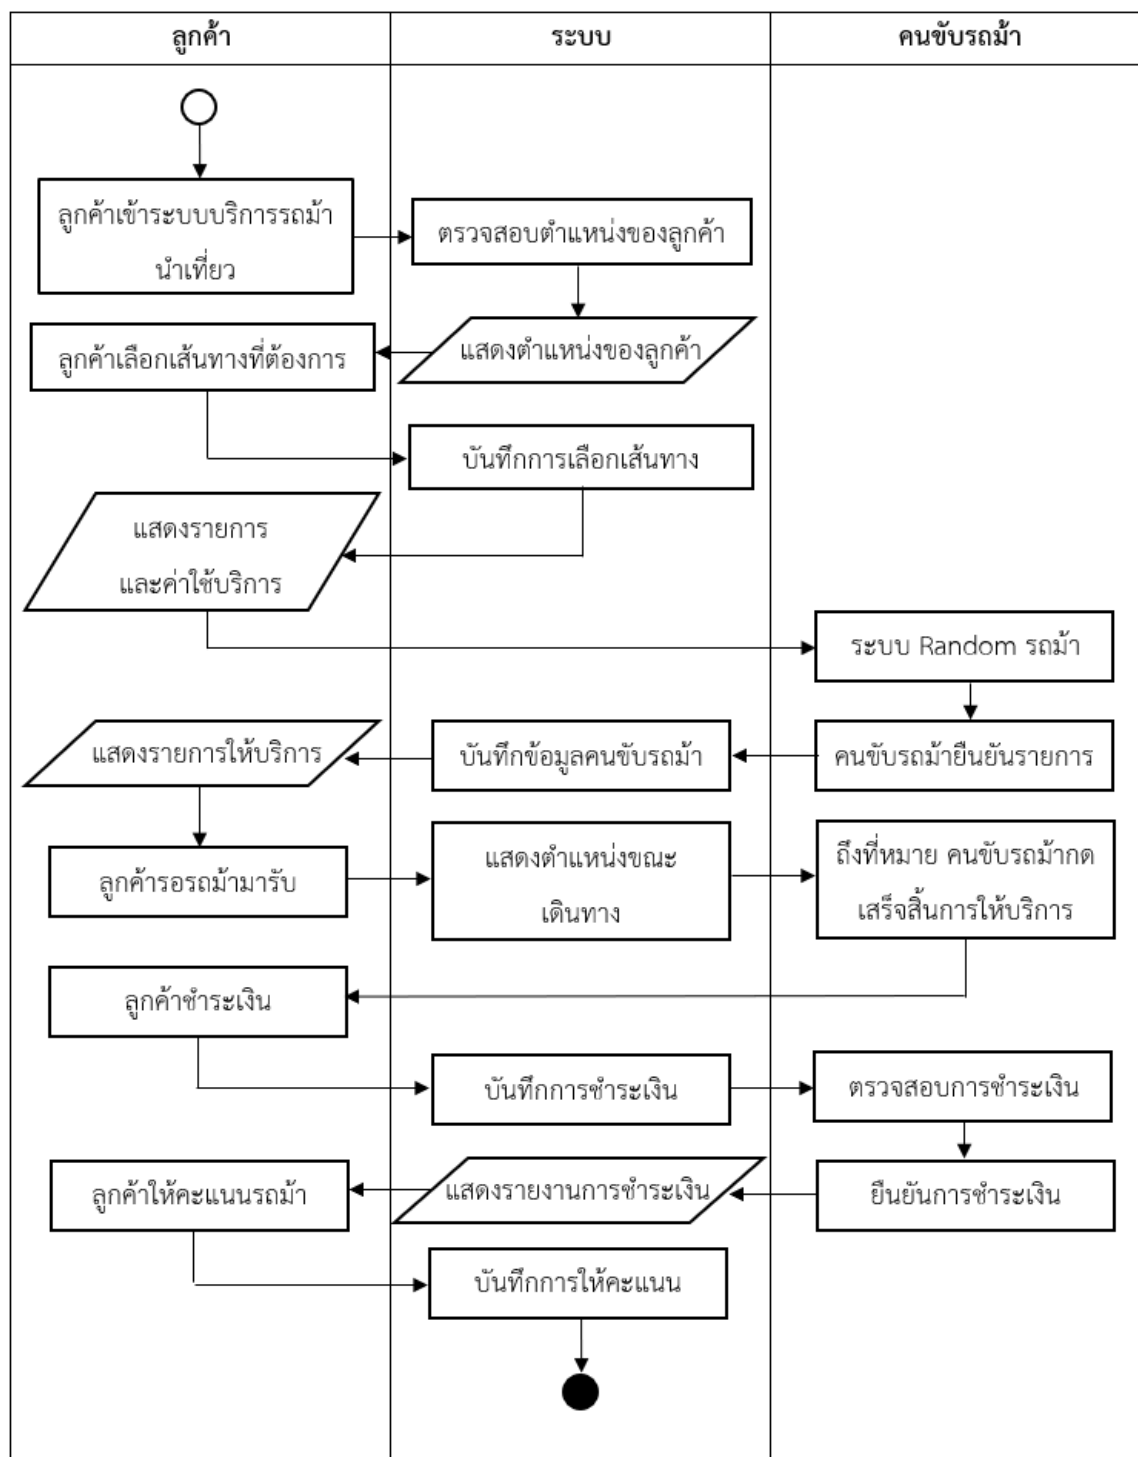 ลูกค้า
ระบบ
คนขับรถม้า
ลูกค้าเข้าระบบบริการรถม้า
นำเที่ยว
ตรวจสอบตำแหน่งของลูกค้า
แสดงตำแหน่งของลูกค้า
ลูกค้าเลือกเส้นทางที่ต้องการ
บันทึกการเลือกเส้นทาง
แสดงรายการ
และค่าใช้บริการ
ระบบ Random รถม้า
คนขับรถม้ายืนยันรายการ
บันทึกข้อมูลคนขับรถม้า
แสดงรายการให้บริการ
ลูกค้ารอรถม้ามารับ
แสดงตำแหน่งขณะ
เดินทาง
ถึงที่หมาย คนขับรถม้ากด
เสร็จสิ้นการให้บริการ
ลูกค้าชำระเงิน
บันทึกการชำระเงิน
ตรวจสอบการชำระเงิน
ยืนยันการชำระเงิน
แสดงรายงานการชำระเงิน
ลูกค้าให้คะแนนรถม้า
บันทึกการให้คะแนน